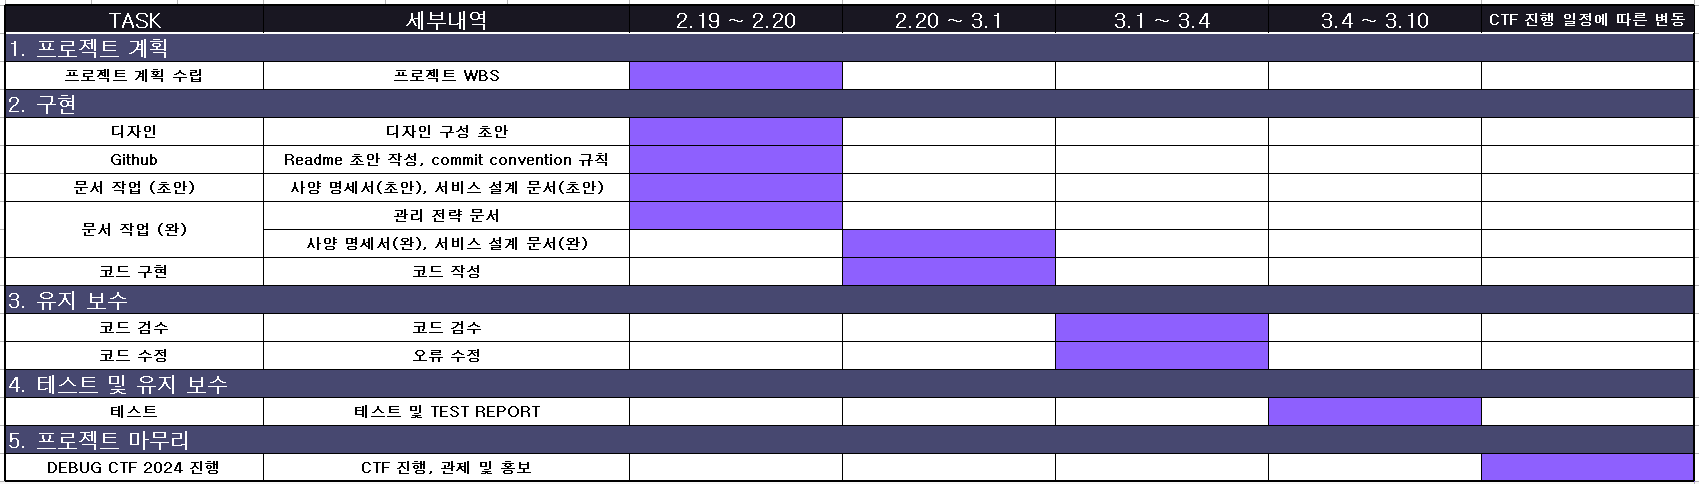 TASK 세부내역 2.19 ~ 2.20 2.20 ~ 3.1 3.1 ~ 3.4 3.4 ~ 3.10 CTF 진행 일정에 따른 변동
1. 프로젝트 계획
프로젝트 계획 수립 프로젝트 WBS
2. 구현
디자인 디자인 구성 초안
Github Readme 초안 작성, commit convention 규칙
문서 작업 (초안) 사양 명세서(초안), 서비스 설계 문서(초안)
문서 작업 (완) 관리 전략 문서
사양 명세서(완), 서비스 설계 문서(완)
코드 구현 코드 작성
3. 유지 보수
코드 검수 코드 검수
코드 수정 오류 수정
4. 테스트 및 유지 보수
테스트 테스트 및 TEST REPORT
5. 프로젝트 마무리
DEBUG CTF 2024 진행 CTF 진행, 관제 및 홍보